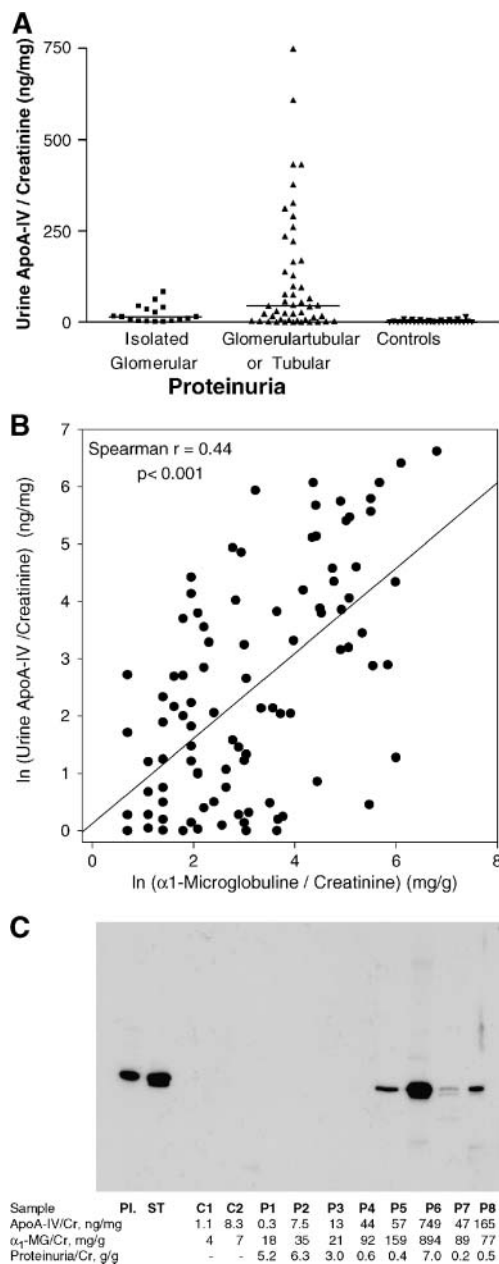 A
Urine ApoA-IV / Creatinine (ng/mg)
750
500
250
0
Isolated Glomerular
Glomerulartubular or Tubular
Controls
Proteinuria
B
Spearman r = 0.44
p< 0.001
ln (Urine ApoA-IV /Creatinine) (ng/mg)
7
6
5
4
3
2
1
0
0 2 4 6 8
ln (α1-Microglobuline / Creatinine) (mg/g)
C
Sample Pl. ST C1 C2 P1 P2 P3 P4 P5 P6 P7 P8
ApoA-IV/Cr, ng/mg 1.1 8.3 0.3 7.5 13 44 57 749 47 165
α1-MG/Cr, mg/g 4 7 18 35 21 92 159 894 89 77
Proteinuria/Cr, g/g - - 5.2 6.3 3.0 0.6 0.4 7.0 0.2 0.5